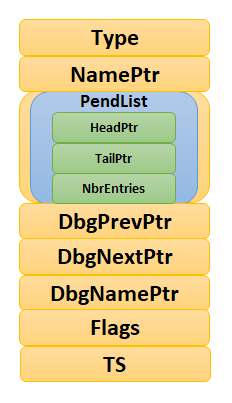 Type
NamePtr
PendList
HeadPtr
TailPtr
NbrEntries
DbgPrevPtr
DbgNextPtr
DbgNamePtr
Flags
TS